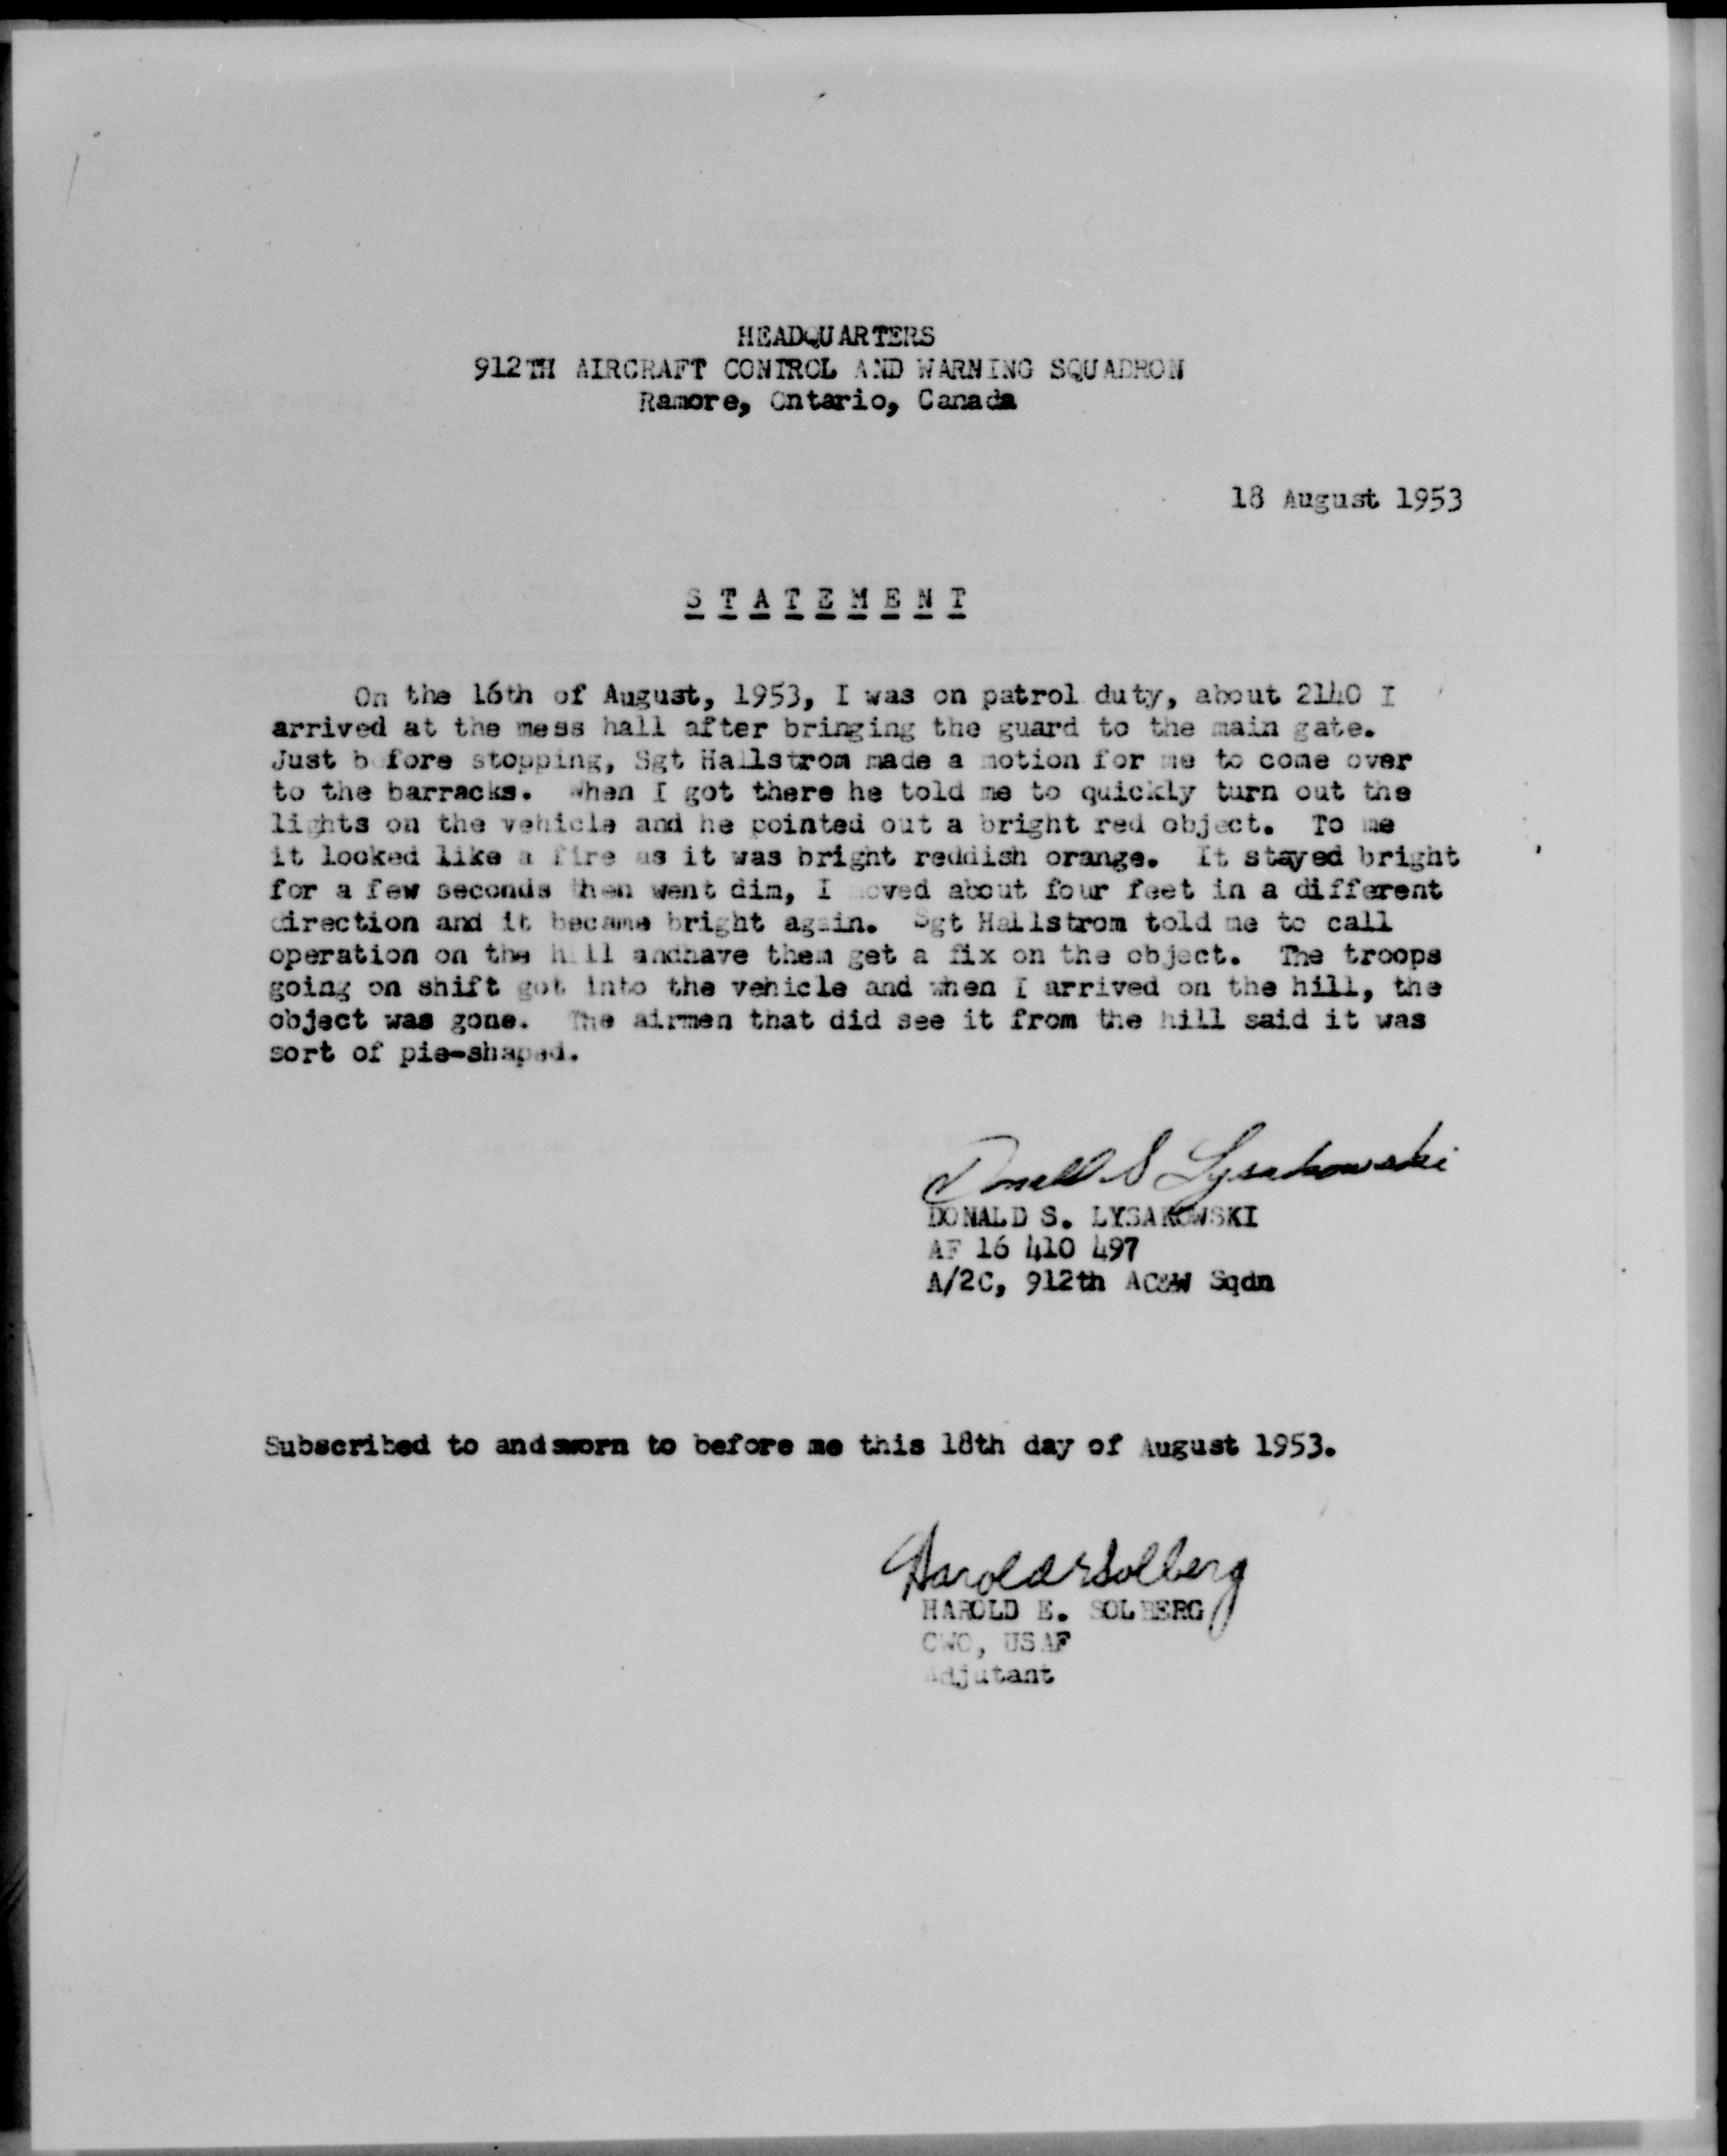 HEADQUARTERS
912TH AIRCRAFT CONTROL AND WARNING SQUADRON
Ramore, Ontario, Canada
18 August 1953
S T A T E M E N T
On the 16th of August, 1953, I was on patrol duty, about 2140 I
arrived at the mess hall after bringing the guard to the main gate.
Just before stopping, Sgt Hallstrom made a motion for me to come over
to the barracks. When I got there he told me to quickly turn out the
lights on the vehicle and he pointed out a bright red object. To me
it looked like a fire as it was bright reddish orange. It stayed bright
for a few seconds then went dim, I moved about four feet in a different
direction and it became bright again. Sgt Hallstrom told me to call
operation on the hill andhave them get a fix on the object. The troops
going on shift got into the vehicle and when I arrived on the hill, the
object was gone. The airmen that did see it from the hill said it was
sort of pie-shaped.
Donald S Lysakowski
DONALD S. LYSAKOWSKI
AF 16 410 497
A/2C, 912th AC&W Sqdn
Subscribed to and sworn to before me this 18th day of August 1953.
Harold E Solberg
HAROLD E. SOLBERG
CWO, USAF
Adjutant